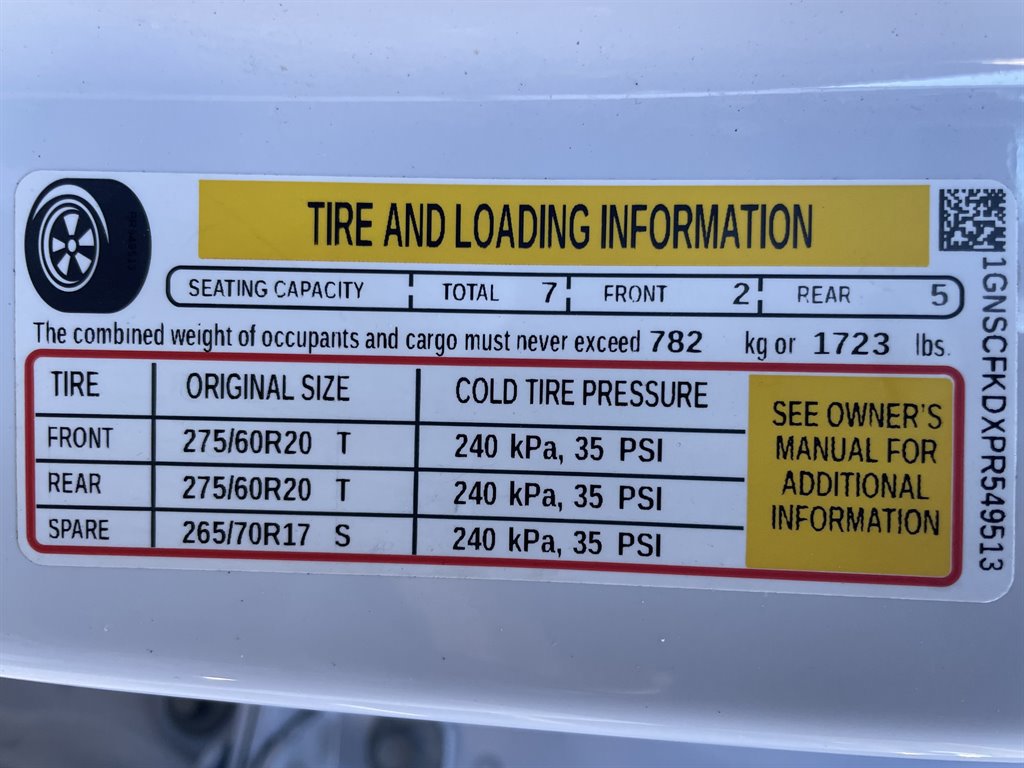 TIRE AND LOADING INFORMATION
SEATING CAPACITY TOTAL 7 FRONT 2 REAR 5
The combined weight of occupants and cargo must never exceed 782 kg or 1723 lbs.
TIRE ORIGINAL SIZE COLD TIRE PRESSURE
FRONT 275/60R20 T 240 kPa, 35 PSI
REAR 275/60R20 T 240 kPa, 35 PSI
SPARE 265/70R17 S 240 kPa, 35 PSI
SEE OWNER'S
MANUAL FOR
ADDITIONAL
INFORMATION
1GNSCFKDXPR549513